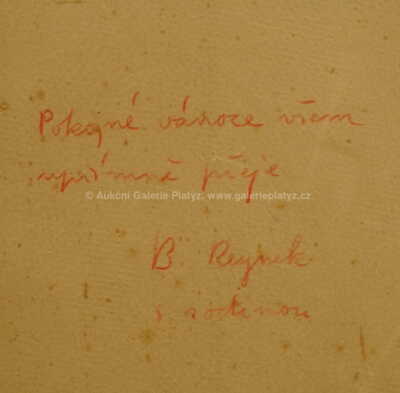 Pokojné vánoce všem
upřímně přeje
© Aukční Galerie Platýz; www.galerieplatyz.cz
B. Reynek
s rodinou